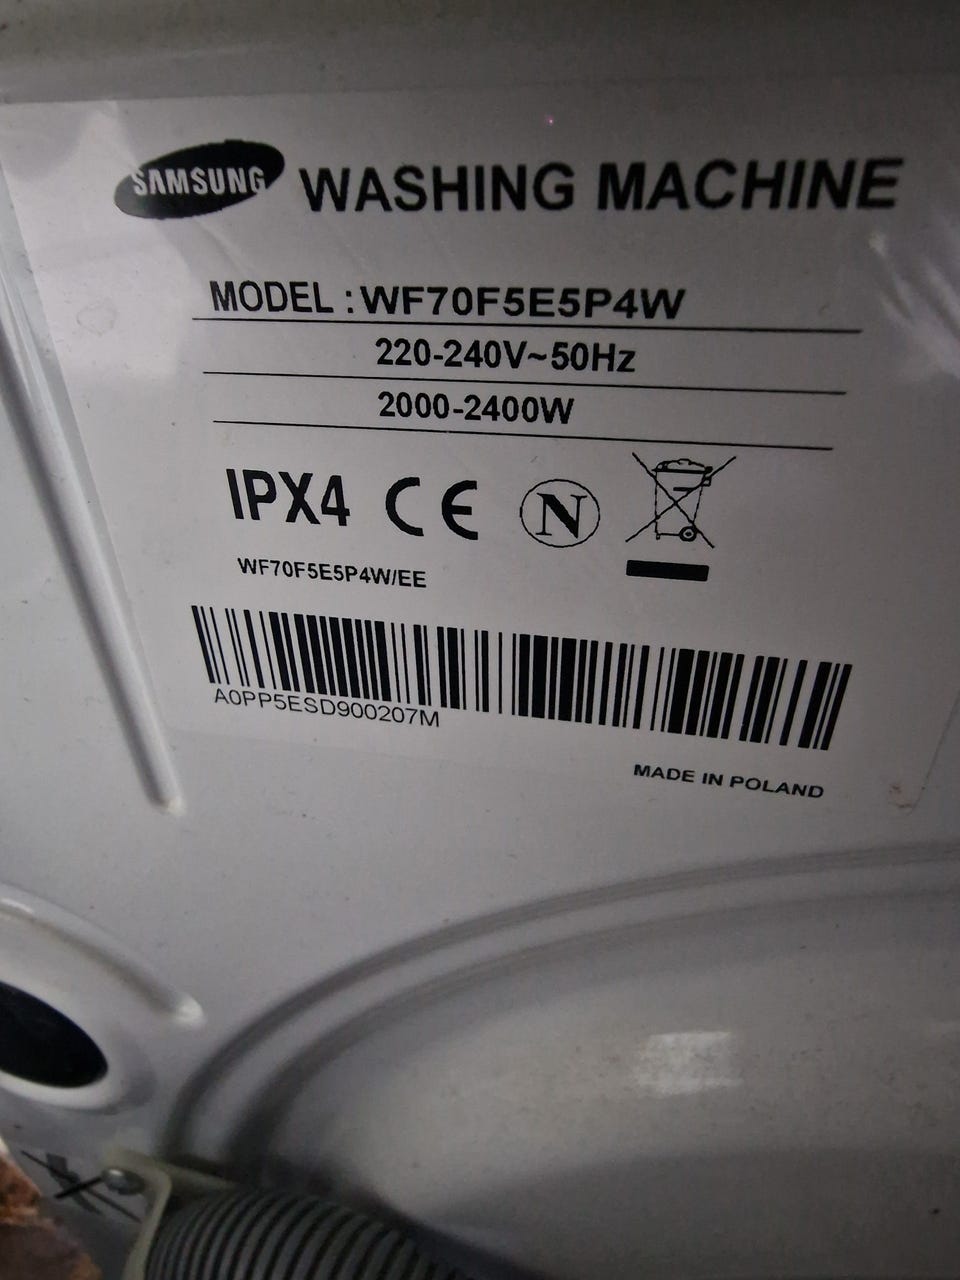 SAMSUNG WASHING MACHINE
MODEL : WF70F5E5P4W
220-240V~50Hz
2000-2400W
IPX4 CE N
WF70F5E5P4W/EE
A0PP5ESD900207M
MADE IN POLAND